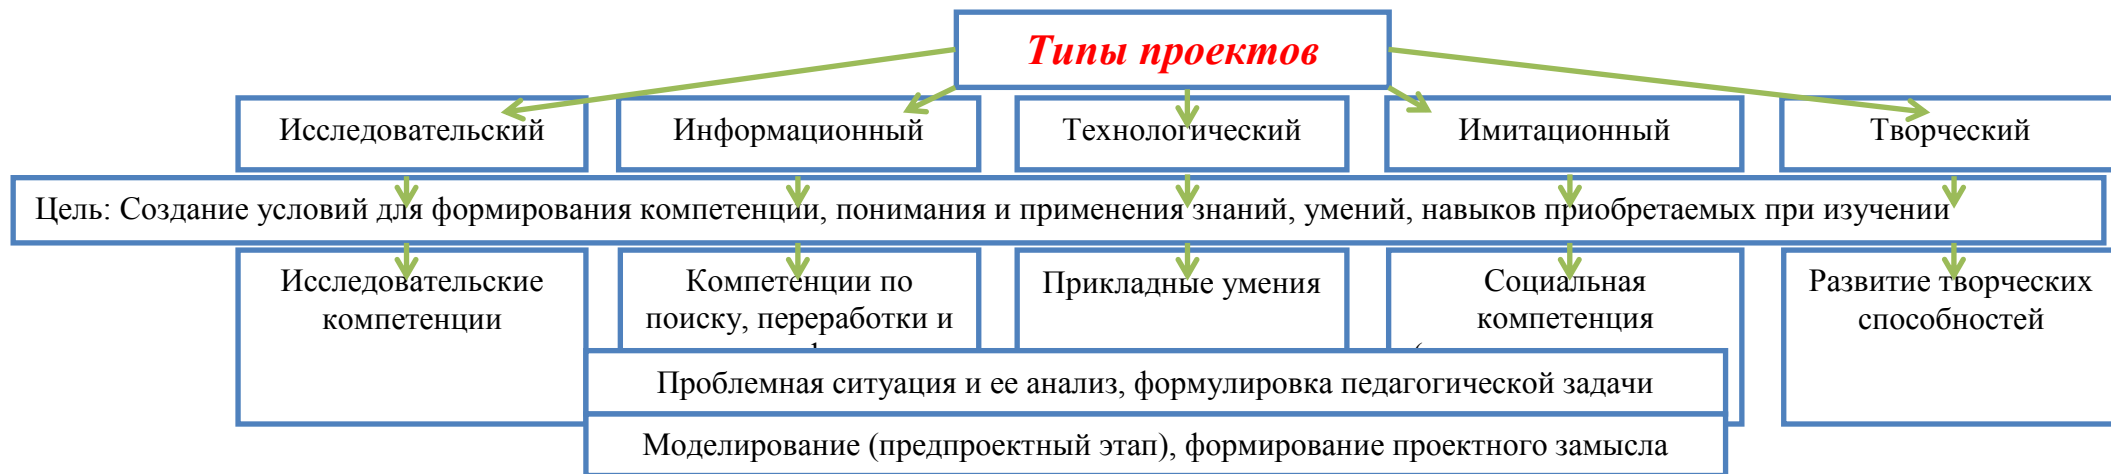 Типы проектов
Исследовательский
Информационный
Технологический
Имитационный
Творческий
Цель: Создание условий для формирования компетенции, понимания и применения знаний, умений, навыков приобретаемых при изучении
Исследовательские
компетенции
Компетенции по
поиску, переработки и
Прикладные умения
Социальная
компетенция
Развитие творческих
способностей
Проблемная ситуация и ее анализ, формулировка педагогической задачи
Моделирование (предпроектный этап), формирование проектного замысла